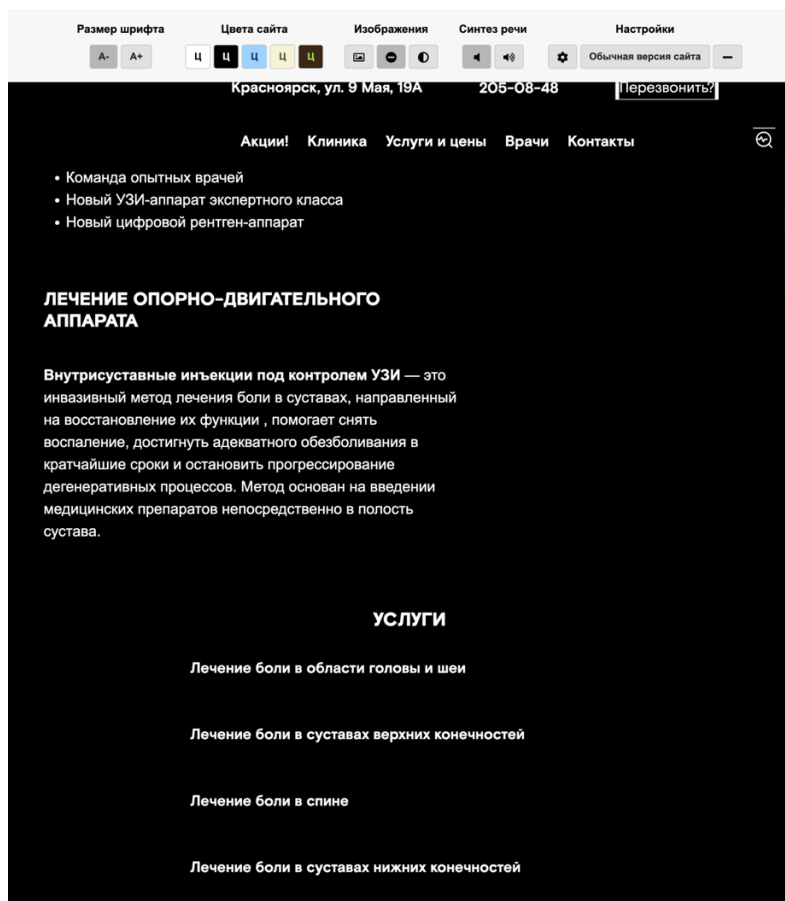 Размер шрифта Цвета сайта Изображения Синтез речи Настройки
A- A+ Ц Ц Ц Ц Ц Обычная версия сайта
Красноярск, ул. 9 Мая, 19А 205-08-48 Перезвонить?
Акции! Клиника Услуги и цены Врачи Контакты
• Команда опытных врачей
• Новый УЗИ-аппарат экспертного класса
• Новый цифровой рентген-аппарат
ЛЕЧЕНИЕ ОПОРНО-ДВИГАТЕЛЬНОГО
АППАРАТА
Внутрисуставные инъекции под контролем УЗИ — это
инвазивный метод лечения боли в суставах, направленный
на восстановление их функции , помогает снять
воспаление, достигнуть адекватного обезболивания в
кратчайшие сроки и остановить прогрессирование
дегенеративных процессов. Метод основан на введении
медицинских препаратов непосредственно в полость
сустава.
УСЛУГИ
Лечение боли в области головы и шеи
Лечение боли в суставах верхних конечностей
Лечение боли в спине
Лечение боли в суставах нижних конечностей